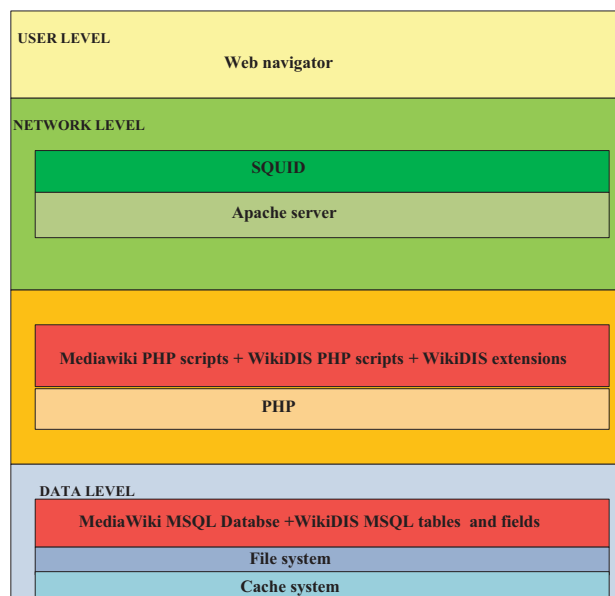 USER LEVEL
Web navigator
NETWORK LEVEL
SQUID
Apache server
Mediawiki PHP scripts + WikiDIS PHP scripts + WikiDIS extensions
PHP
DATA LEVEL
MediaWiki MSQL Databse +WikiDIS MSQL tables and fields
File system
Cache system